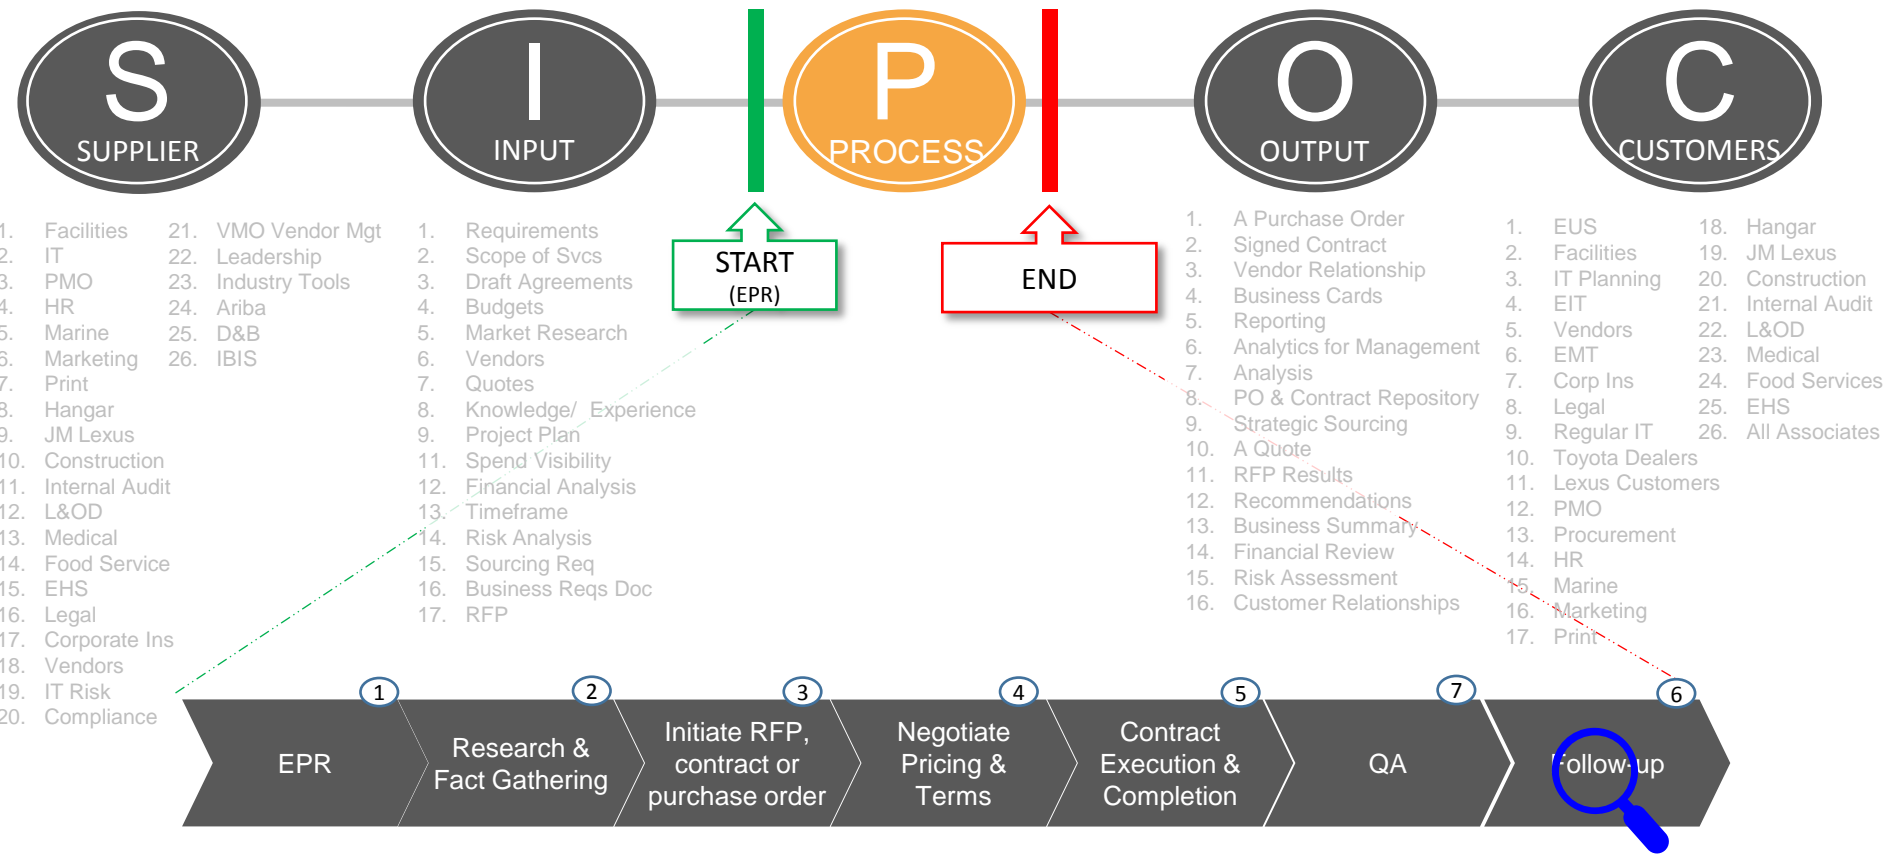 S
SUPPLIER
I
INPUT
P
PROCESS
O
OUTPUT
C
CUSTOMERS
START
(EPR)
END
1. Facilities
2. IT
3. PMO
4. HR
5. Marine
6. Marketing
7. Print
8. Hangar
9. JM Lexus
10. Construction
11. Internal Audit
12. L&OD
13. Medical
14. Food Service
15. EHS
16. Legal
17. Corporate Ins
18. Vendors
19. IT Risk
20. Compliance
21. VMO Vendor Mgt
22. Leadership
23. Industry Tools
24. Ariba
25. D&B
26. IBIS
1. Requirements
2. Scope of Svcs
3. Draft Agreements
4. Budgets
5. Market Research
6. Vendors
7. Quotes
8. Knowledge/ Experience
9. Project Plan
11. Spend Visibility
12. Financial Analysis
13. Timeframe
14. Risk Analysis
15. Sourcing Req
16. Business Reqs Doc
17. RFP
1. A Purchase Order
2. Signed Contract
3. Vendor Relationship
4. Business Cards
5. Reporting
6. Analytics for Management
7. Analysis
8. PO & Contract Repository
9. Strategic Sourcing
10. A Quote
11. RFP Results
12. Recommendations
13. Business Summary
14. Financial Review
15. Risk Assessment
16. Customer Relationships
1. EUS
2. Facilities
3. IT Planning
4. EIT
5. Vendors
6. EMT
7. Corp Ins
8. Legal
9. Regular IT
10. Toyota Dealers
11. Lexus Customers
12. PMO
13. Procurement
14. HR
15. Marine
16. Marketing
17. Print
18. Hangar
19. JM Lexus
20. Construction
21. Internal Audit
22. L&OD
23. Medical
24. Food Services
25. EHS
26. All Associates
1
EPR
2
Research &
Fact Gathering
3
Initiate RFP,
contract or
purchase order
4
Negotiate
Pricing &
Terms
5
Contract
Execution &
Completion
7
QA
6
Follow-up